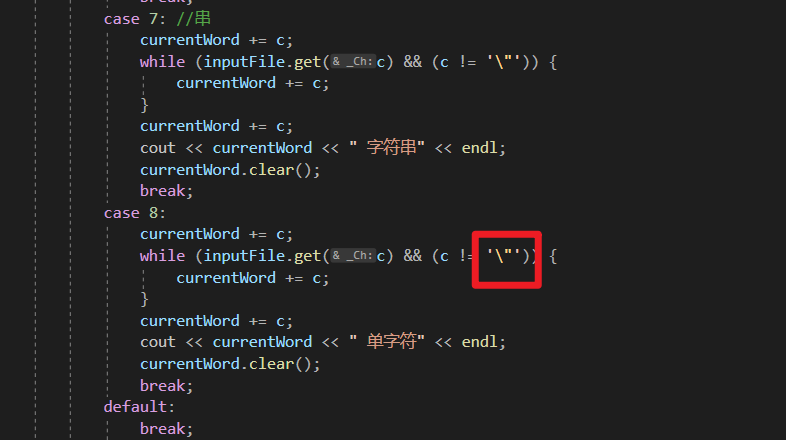 break;
case 7: //串
currentWord += c;
while (inputFile.get(& _Ch:c) && (c != '\"')) {
currentWord += c;
}
currentWord += c;
cout << currentWord << " 字符串" << endl;
currentWord.clear();
break;
case 8:
currentWord += c;
while (inputFile.get(& _Ch:c) && (c != '\"')) {
currentWord += c;
}
currentWord += c;
cout << currentWord << " 单字符" << endl;
currentWord.clear();
break;
default:
break;